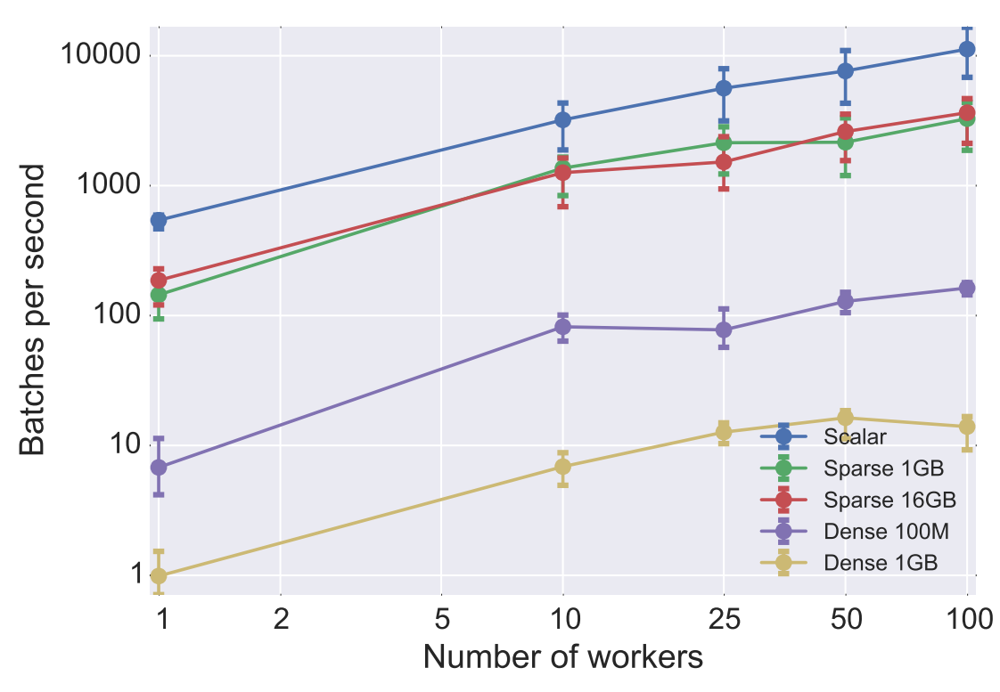 10000
1000
100
10
1
Batches per second
Scalar
Sparse 1GB
Sparse 16GB
Dense 100M
Dense 1GB
1 2 5 10 25 50 100
Number of workers